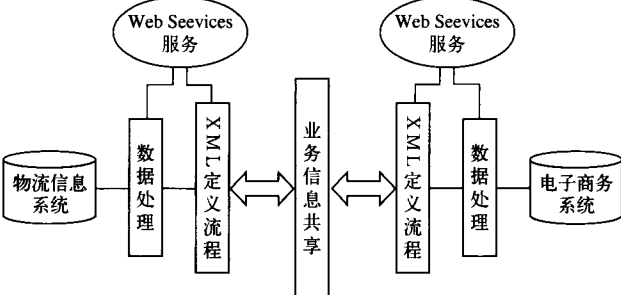 Web Seevices
服务
Web Seevices
服务
物流信息
系统
数据处理
XML定义流程
业务信息共享
XML定义流程
数据处理
电子商务
系统